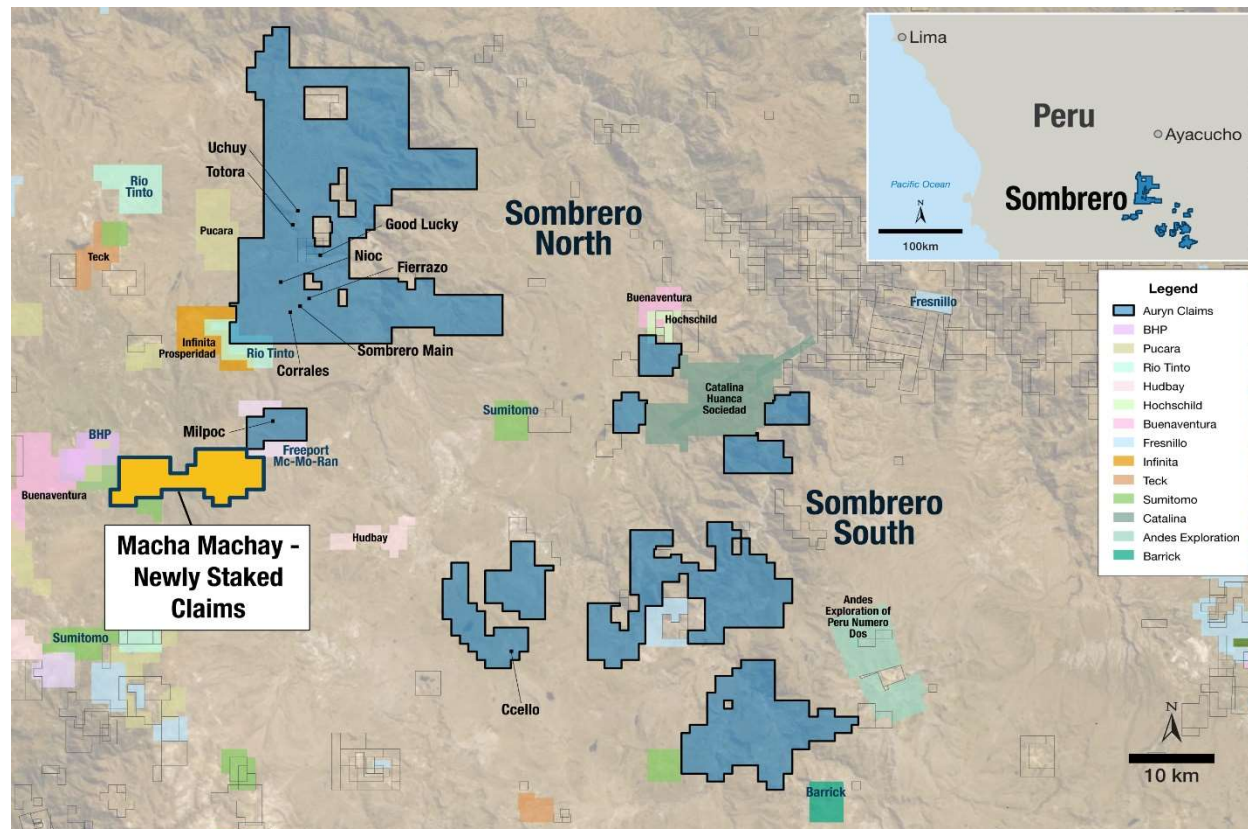 Lima
Peru
Ayacucho
Pacific Ocean
Sombrero
N
100km
Uchuy
Totora
Rio
Tinto
Pucara
Teck
Good Lucky
Nioc
Fierrazo
Sombrero
North
Infinita
Prosperidad
Rio Tinto
Corrales
Sombrero Main
Buenaventura
Hochschild
Fresnillo
Catalina
Huanca
Sociedad
Sumitomo
Milpoc
Freeport
Mc-Mo-Ran
BHP
Buenaventura
Macha Machay -
Newly Staked
Claims
Hudbay
Sombrero
South
Sumitomo
Ccello
Andes
Exploration of
Peru Numero
Dos
Barrick
Legend
Auryn Claims
BHP
Pucara
Rio Tinto
Hudbay
Hochschild
Buenaventura
Fresnillo
Infinita
Teck
Sumitomo
Catalina
Andes Exploration
Barrick
N
10 km